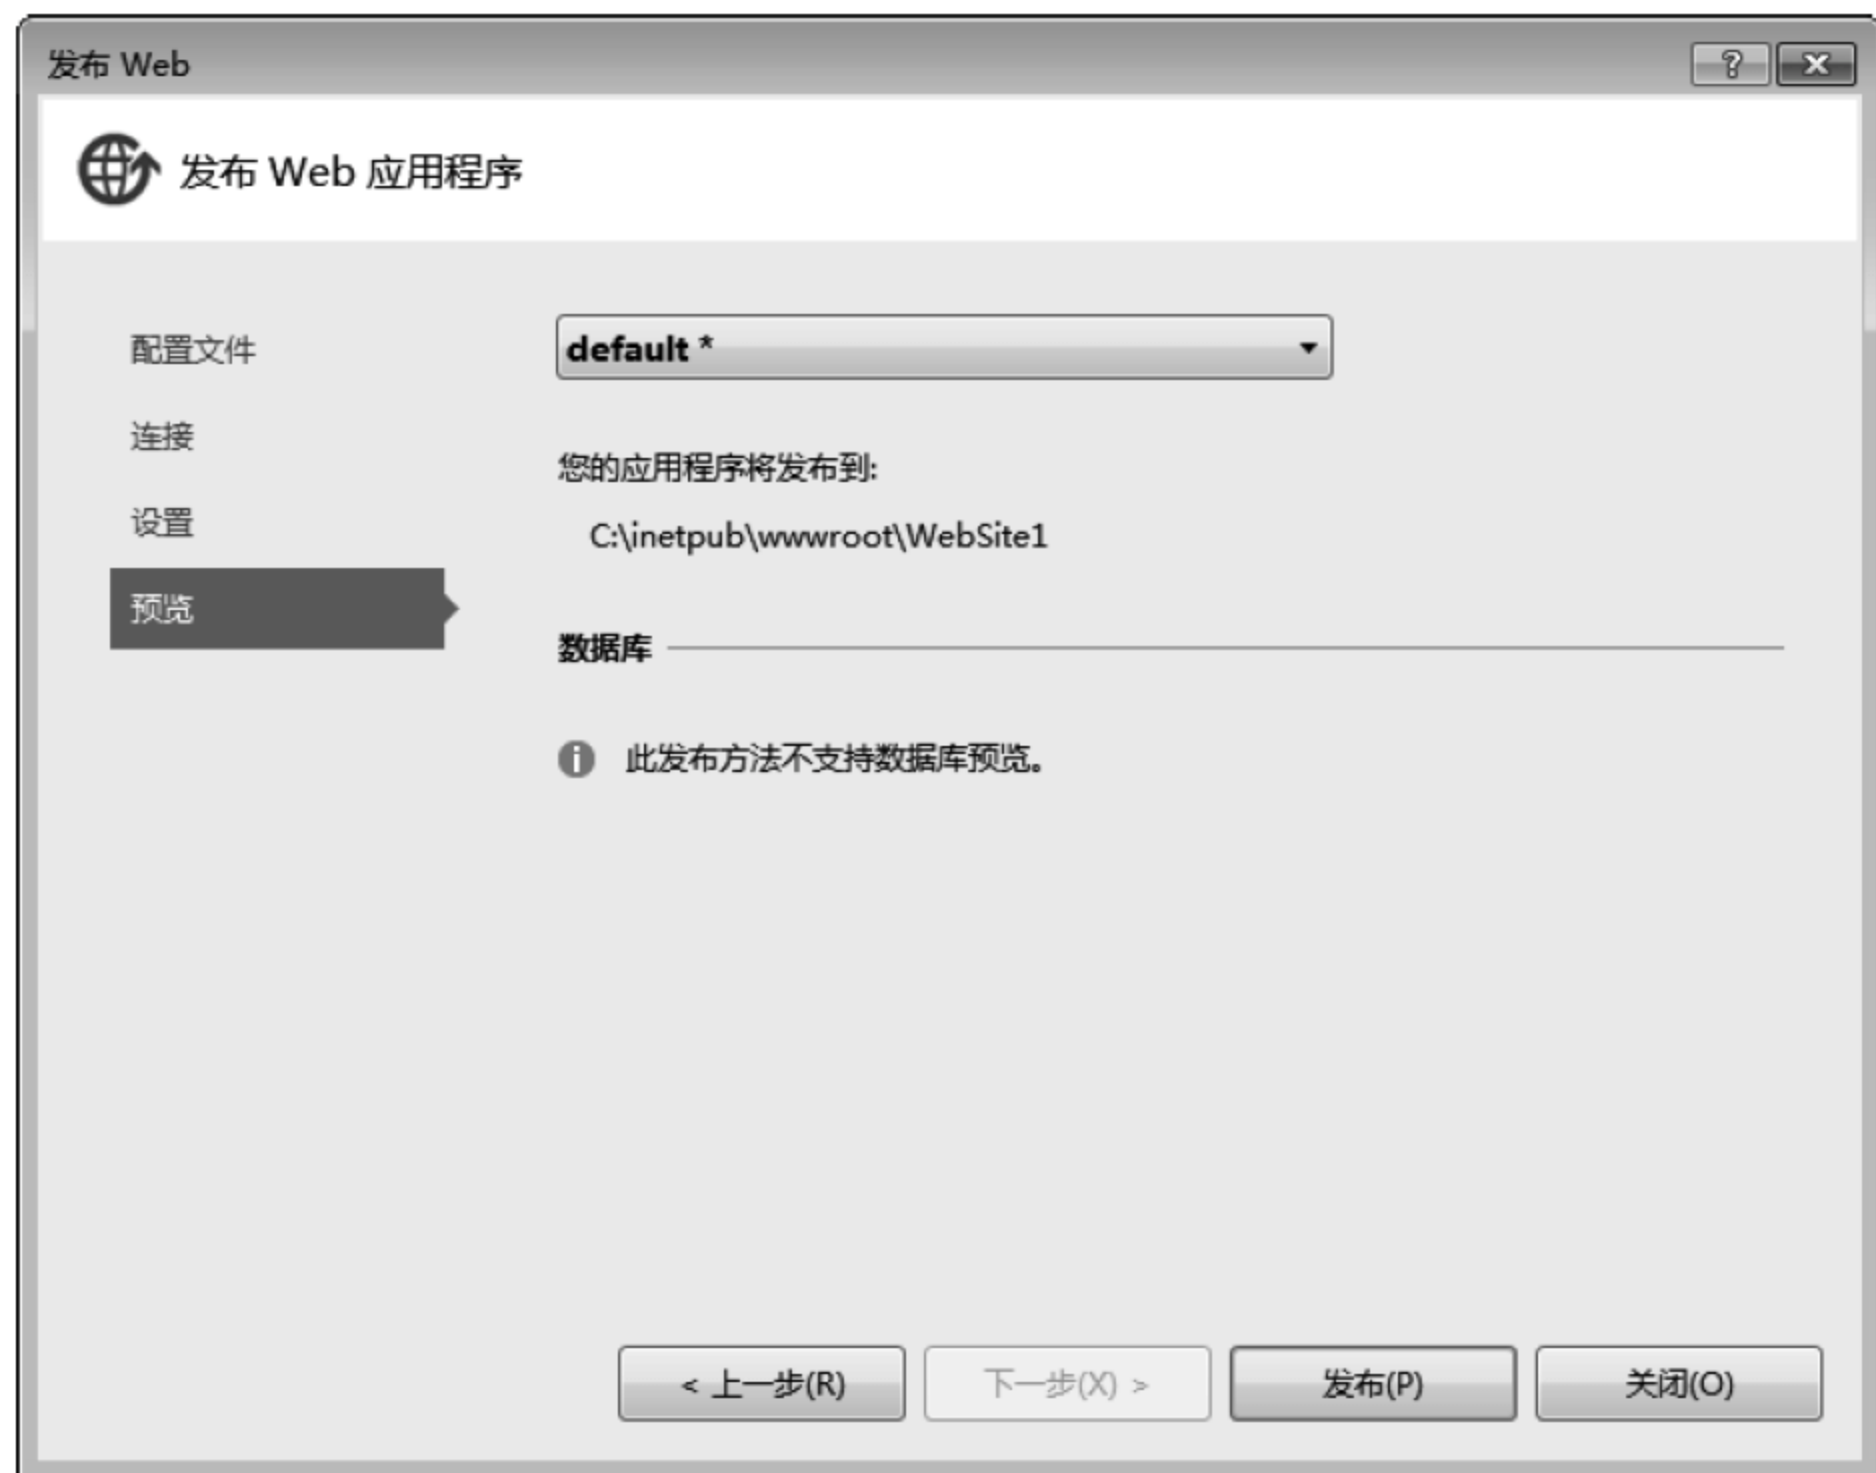 发布 Web
发布 Web 应用程序
配置文件
default *
连接
您的应用程序将发布到:
设置
C:\inetpub\wwwroot\WebSite1
预览
数据库
此发布方法不支持数据库预览。
< 上一步(R)
下一步(X) >
发布(P)
关闭(O)